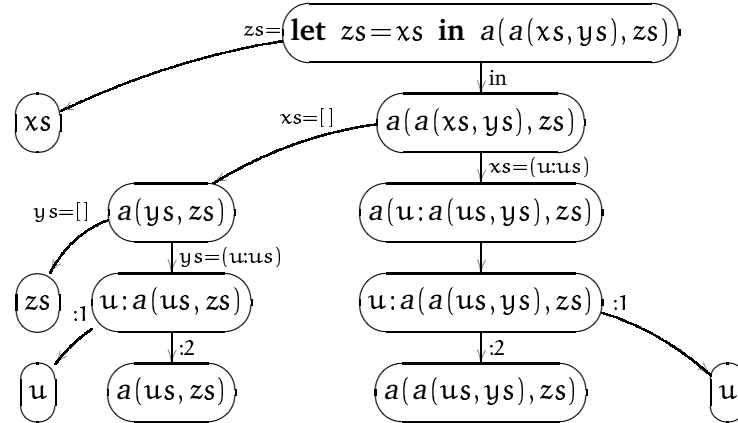 zs= let zs=xs in a(a(xs,ys),zs)
in
xs a(a(xs,ys),zs)
xs=[]
xs=(u:us)
a(ys,zs) a(u:a(us,ys),zs)
ys=[]
ys=(u:us)
zs u:a(us,zs) u:a(a(us,ys),zs)
:1 :1
:2 :2
u a(us,zs) a(a(us,ys),zs) u